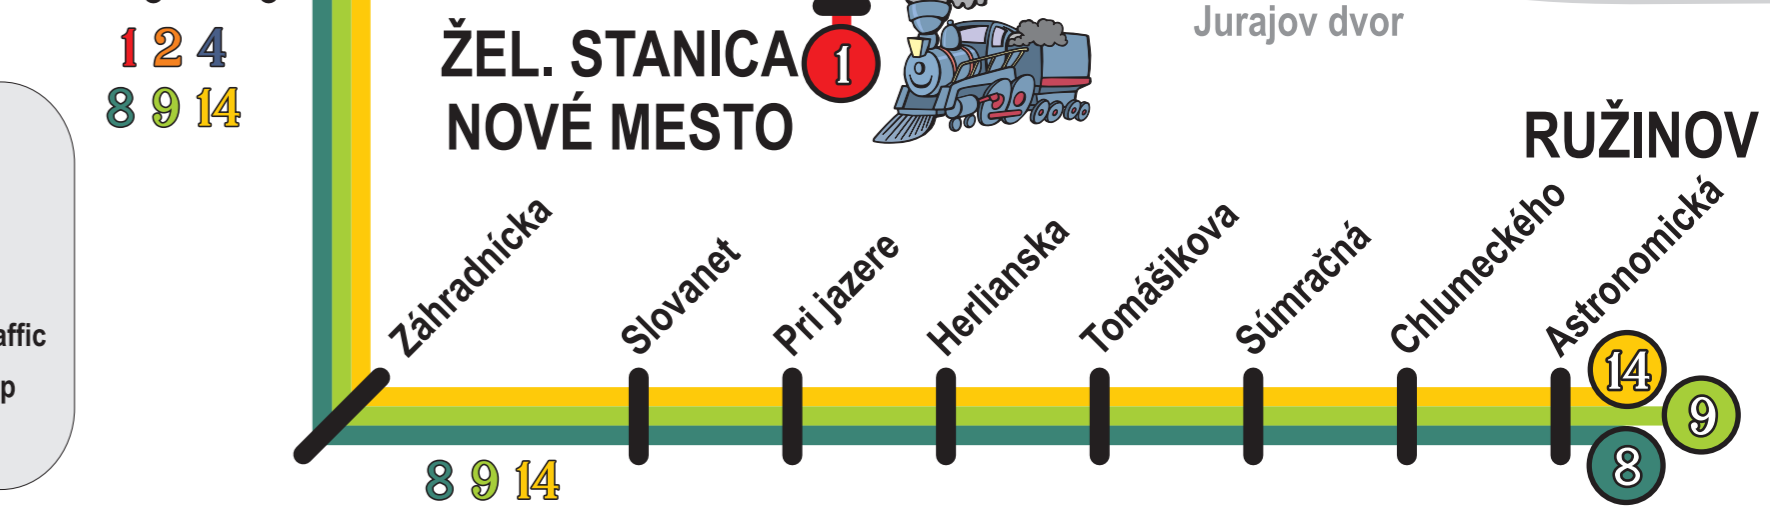 1 2 4
8 9 14
ŽEL. STANICA
NOVÉ MESTO
1
Jurajov dvor
RUŽINOV
Záhradnícka
Slovanet
Pri jazere
Herlianska
Tomášikova
Súmračná
Chlumeckého
Astronomická
14
9
8
8 9 14